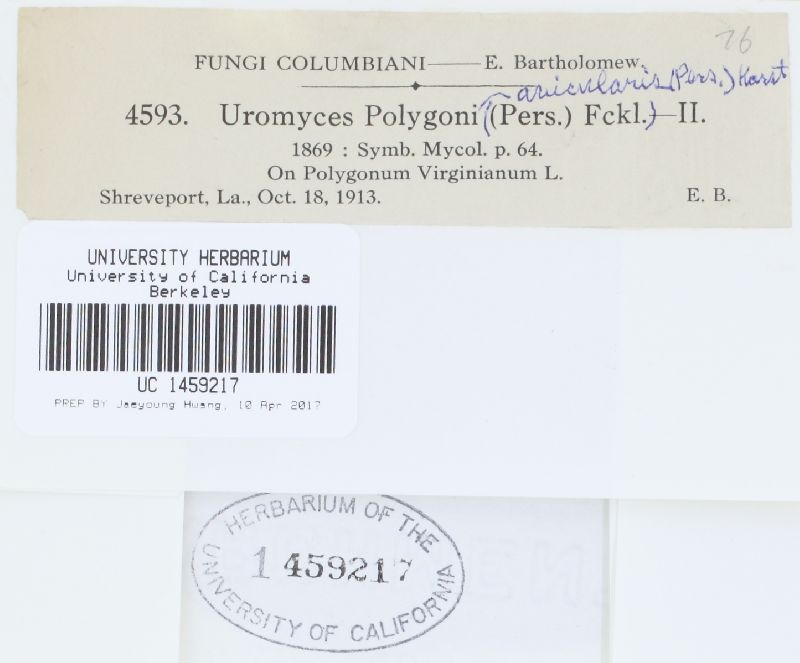 76
FUNGI COLUMBIANI—E. Bartholomew.
avicularis (Pers.) Karst
4593. Uromyces Polygoni (Pers.) Fckl.)—II.
1869 : Symb. Mycol. p. 64.
On Polygonum Virginianum L.
Shreveport, La., Oct. 18, 1913. E. B.
UNIVERSITY HERBARIUM
University of California
Berkeley
UC 1459217
PREP BY Jaeyoung Hwang, 10 Apr 2017
HERBARIUM OF THE
1459217
UNIVERSITY OF CALIFORNIA